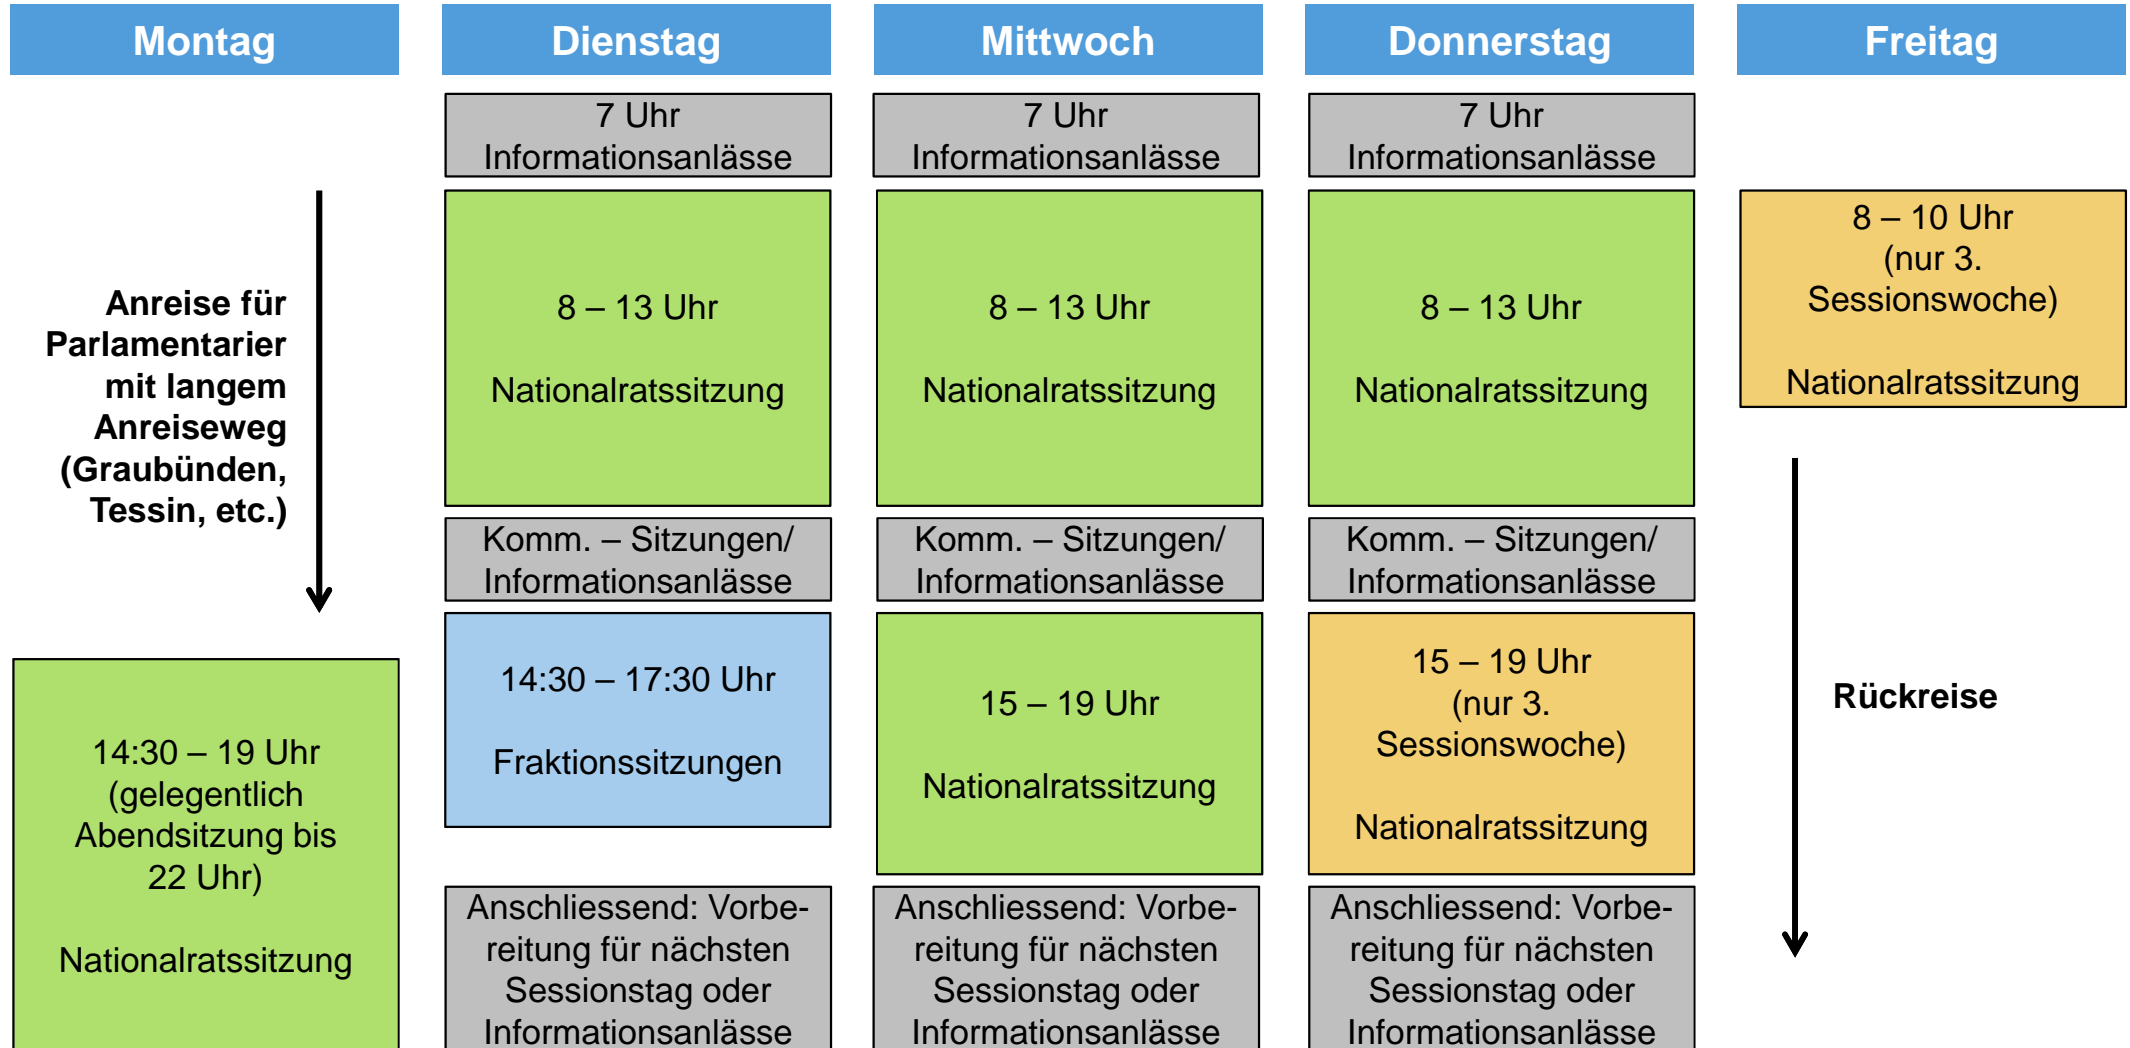 Montag
Dienstag
Mittwoch
Donnerstag
Freitag
Anreise für
Parlamentarier
mit langem
Anreiseweg
(Graubünden,
Tessin, etc.)
14:30 – 19 Uhr
(gelegentlich
Abendsitzung bis
22 Uhr)
Nationalratssitzung
7 Uhr
Informationsanlässe
8 – 13 Uhr
Nationalratssitzung
Komm. – Sitzungen/
Informationsanlässe
14:30 – 17:30 Uhr
Fraktionssitzungen
Anschliessend: Vorbe-
reitung für nächsten
Sessionstag oder
Informationsanlässe
7 Uhr
Informationsanlässe
8 – 13 Uhr
Nationalratssitzung
Komm. – Sitzungen/
Informationsanlässe
15 – 19 Uhr
Nationalratssitzung
Anschliessend: Vorbe-
reitung für nächsten
Sessionstag oder
Informationsanlässe
7 Uhr
Informationsanlässe
8 – 13 Uhr
Nationalratssitzung
Komm. – Sitzungen/
Informationsanlässe
15 – 19 Uhr
(nur 3.
Sessionswoche)
Nationalratssitzung
Anschliessend: Vorbe-
reitung für nächsten
Sessionstag oder
Informationsanlässe
8 – 10 Uhr
(nur 3.
Sessionswoche)
Nationalratssitzung
Rückreise